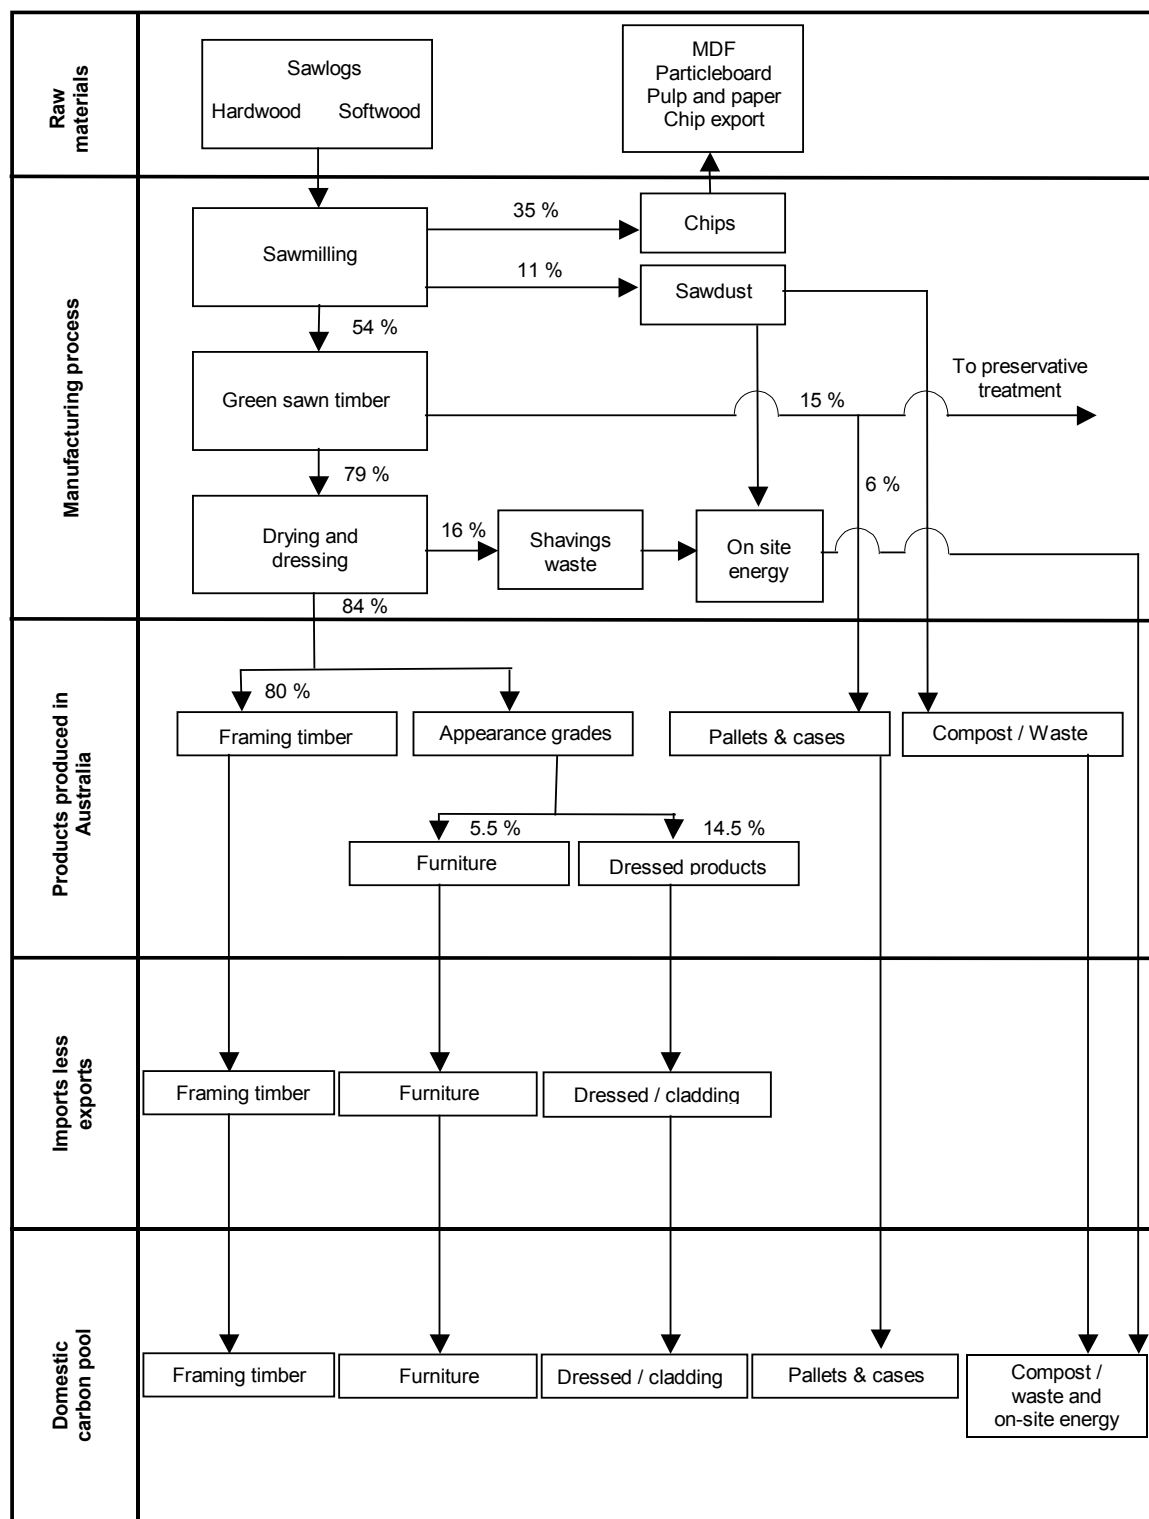 Raw
materials
Sawlogs
Hardwood Softwood
MDF
Particleboard
Pulp and paper
Chip export
Manufacturing process
Sawmilling
35 %
Chips
11 %
Sawdust
54 %
Green sawn timber
15 %
To preservative
treatment
79 %
6 %
Drying and
dressing
16 %
Shavings
waste
On site
energy
84 %
Products produced in
Australia
80 %
Framing timber
Appearance grades
Pallets & cases
Compost / Waste
5.5 %
14.5 %
Furniture
Dressed products
Imports less
exports
Framing timber
Furniture
Dressed / cladding
Domestic
carbon pool
Framing timber
Furniture
Dressed / cladding
Pallets & cases
Compost /
waste and
on-site energy